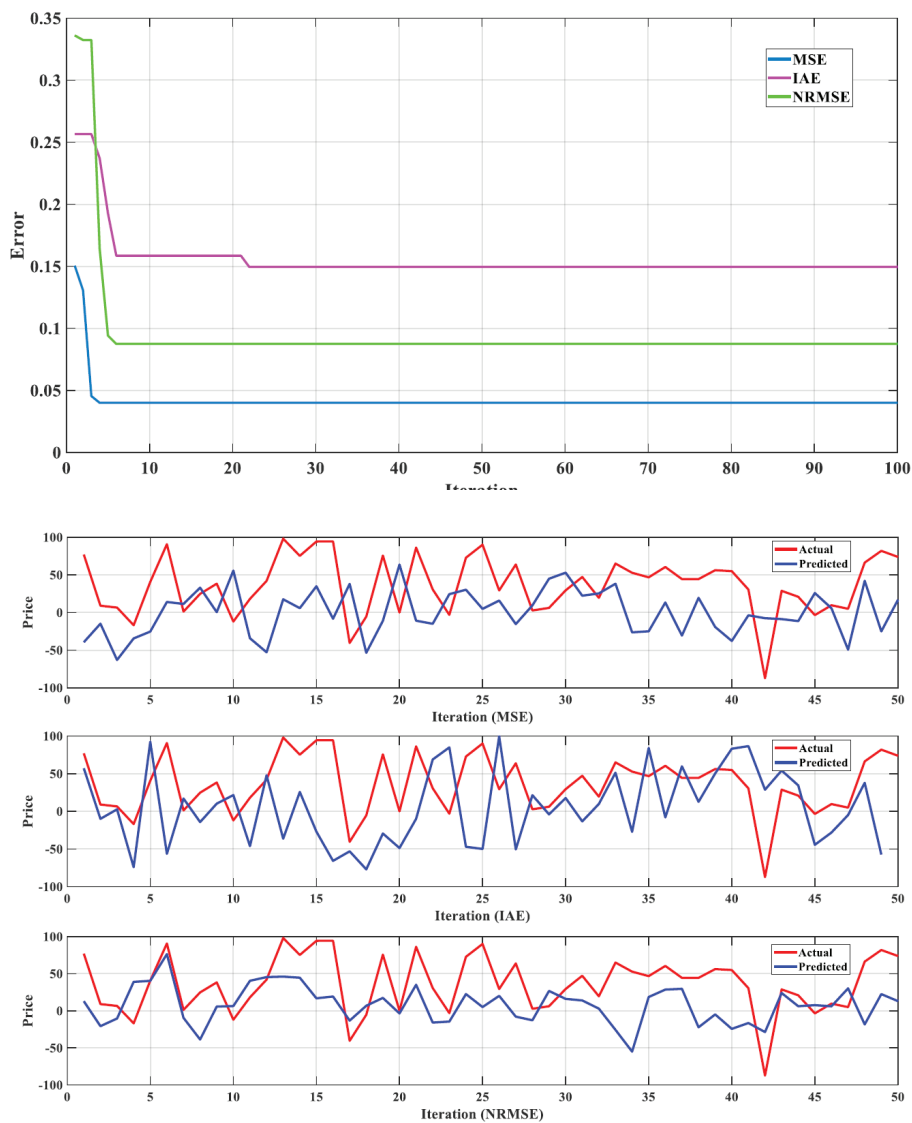 0.35
0.3
0.25
0.2
0.15
0.1
0.05
0
Error
MSE
IAE
NRMSE
0 10 20 30 40 50 60 70 80 90 100
Iteration
100
50
0
-50
-100
Price
Actual
Predicted
0 5 10 15 20 25 30 35 40 45 50
Iteration (MSE)
100
50
0
-50
-100
Price
Actual
Predicted
0 5 10 15 20 25 30 35 40 45 50
Iteration (IAE)
100
50
0
-50
-100
Price
Actual
Predicted
0 5 10 15 20 25 30 35 40 45 50
Iteration (NRMSE)